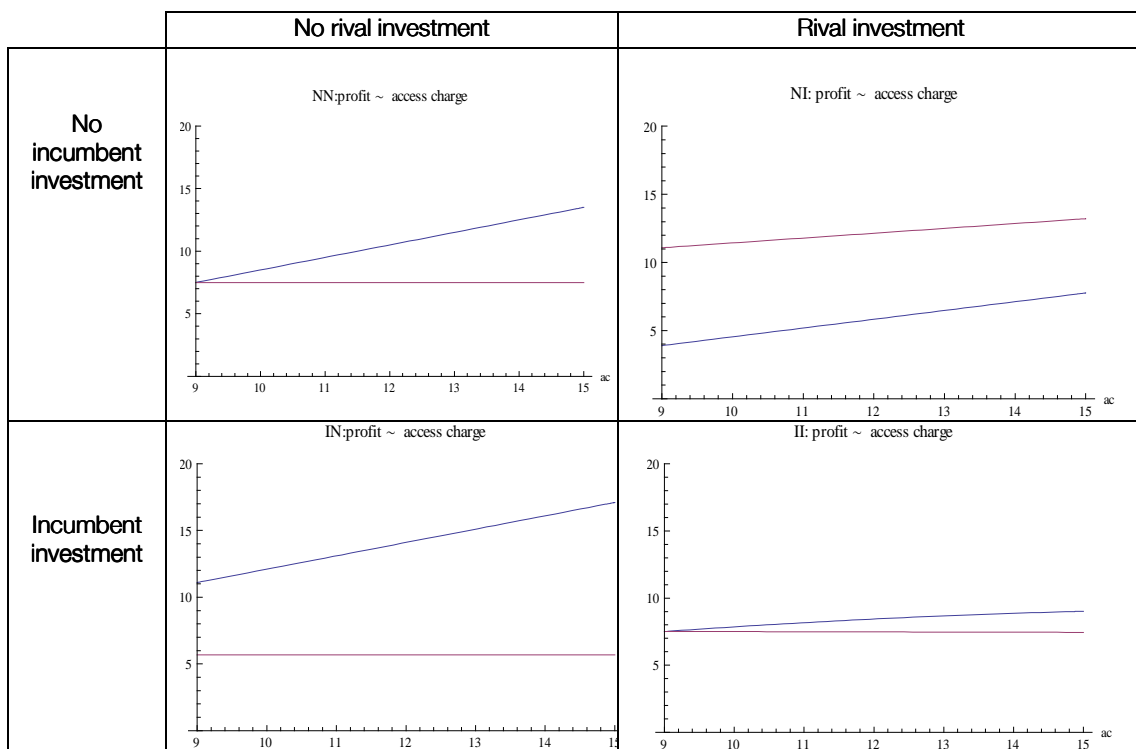 No rival investment
Rival investment
No
incumbent
investment
NN:profit ~ access charge
20
15
10
5
9 10 11 12 13 14 15 ac
NI: profit ~ access charge
20
15
10
5
9 10 11 12 13 14 15 ac
Incumbent
investment
IN:profit ~ access charge
20
15
10
5
9 10 11 12 13 14 15
II: profit ~ access charge
20
15
10
5
9 10 11 12 13 14 15 ac